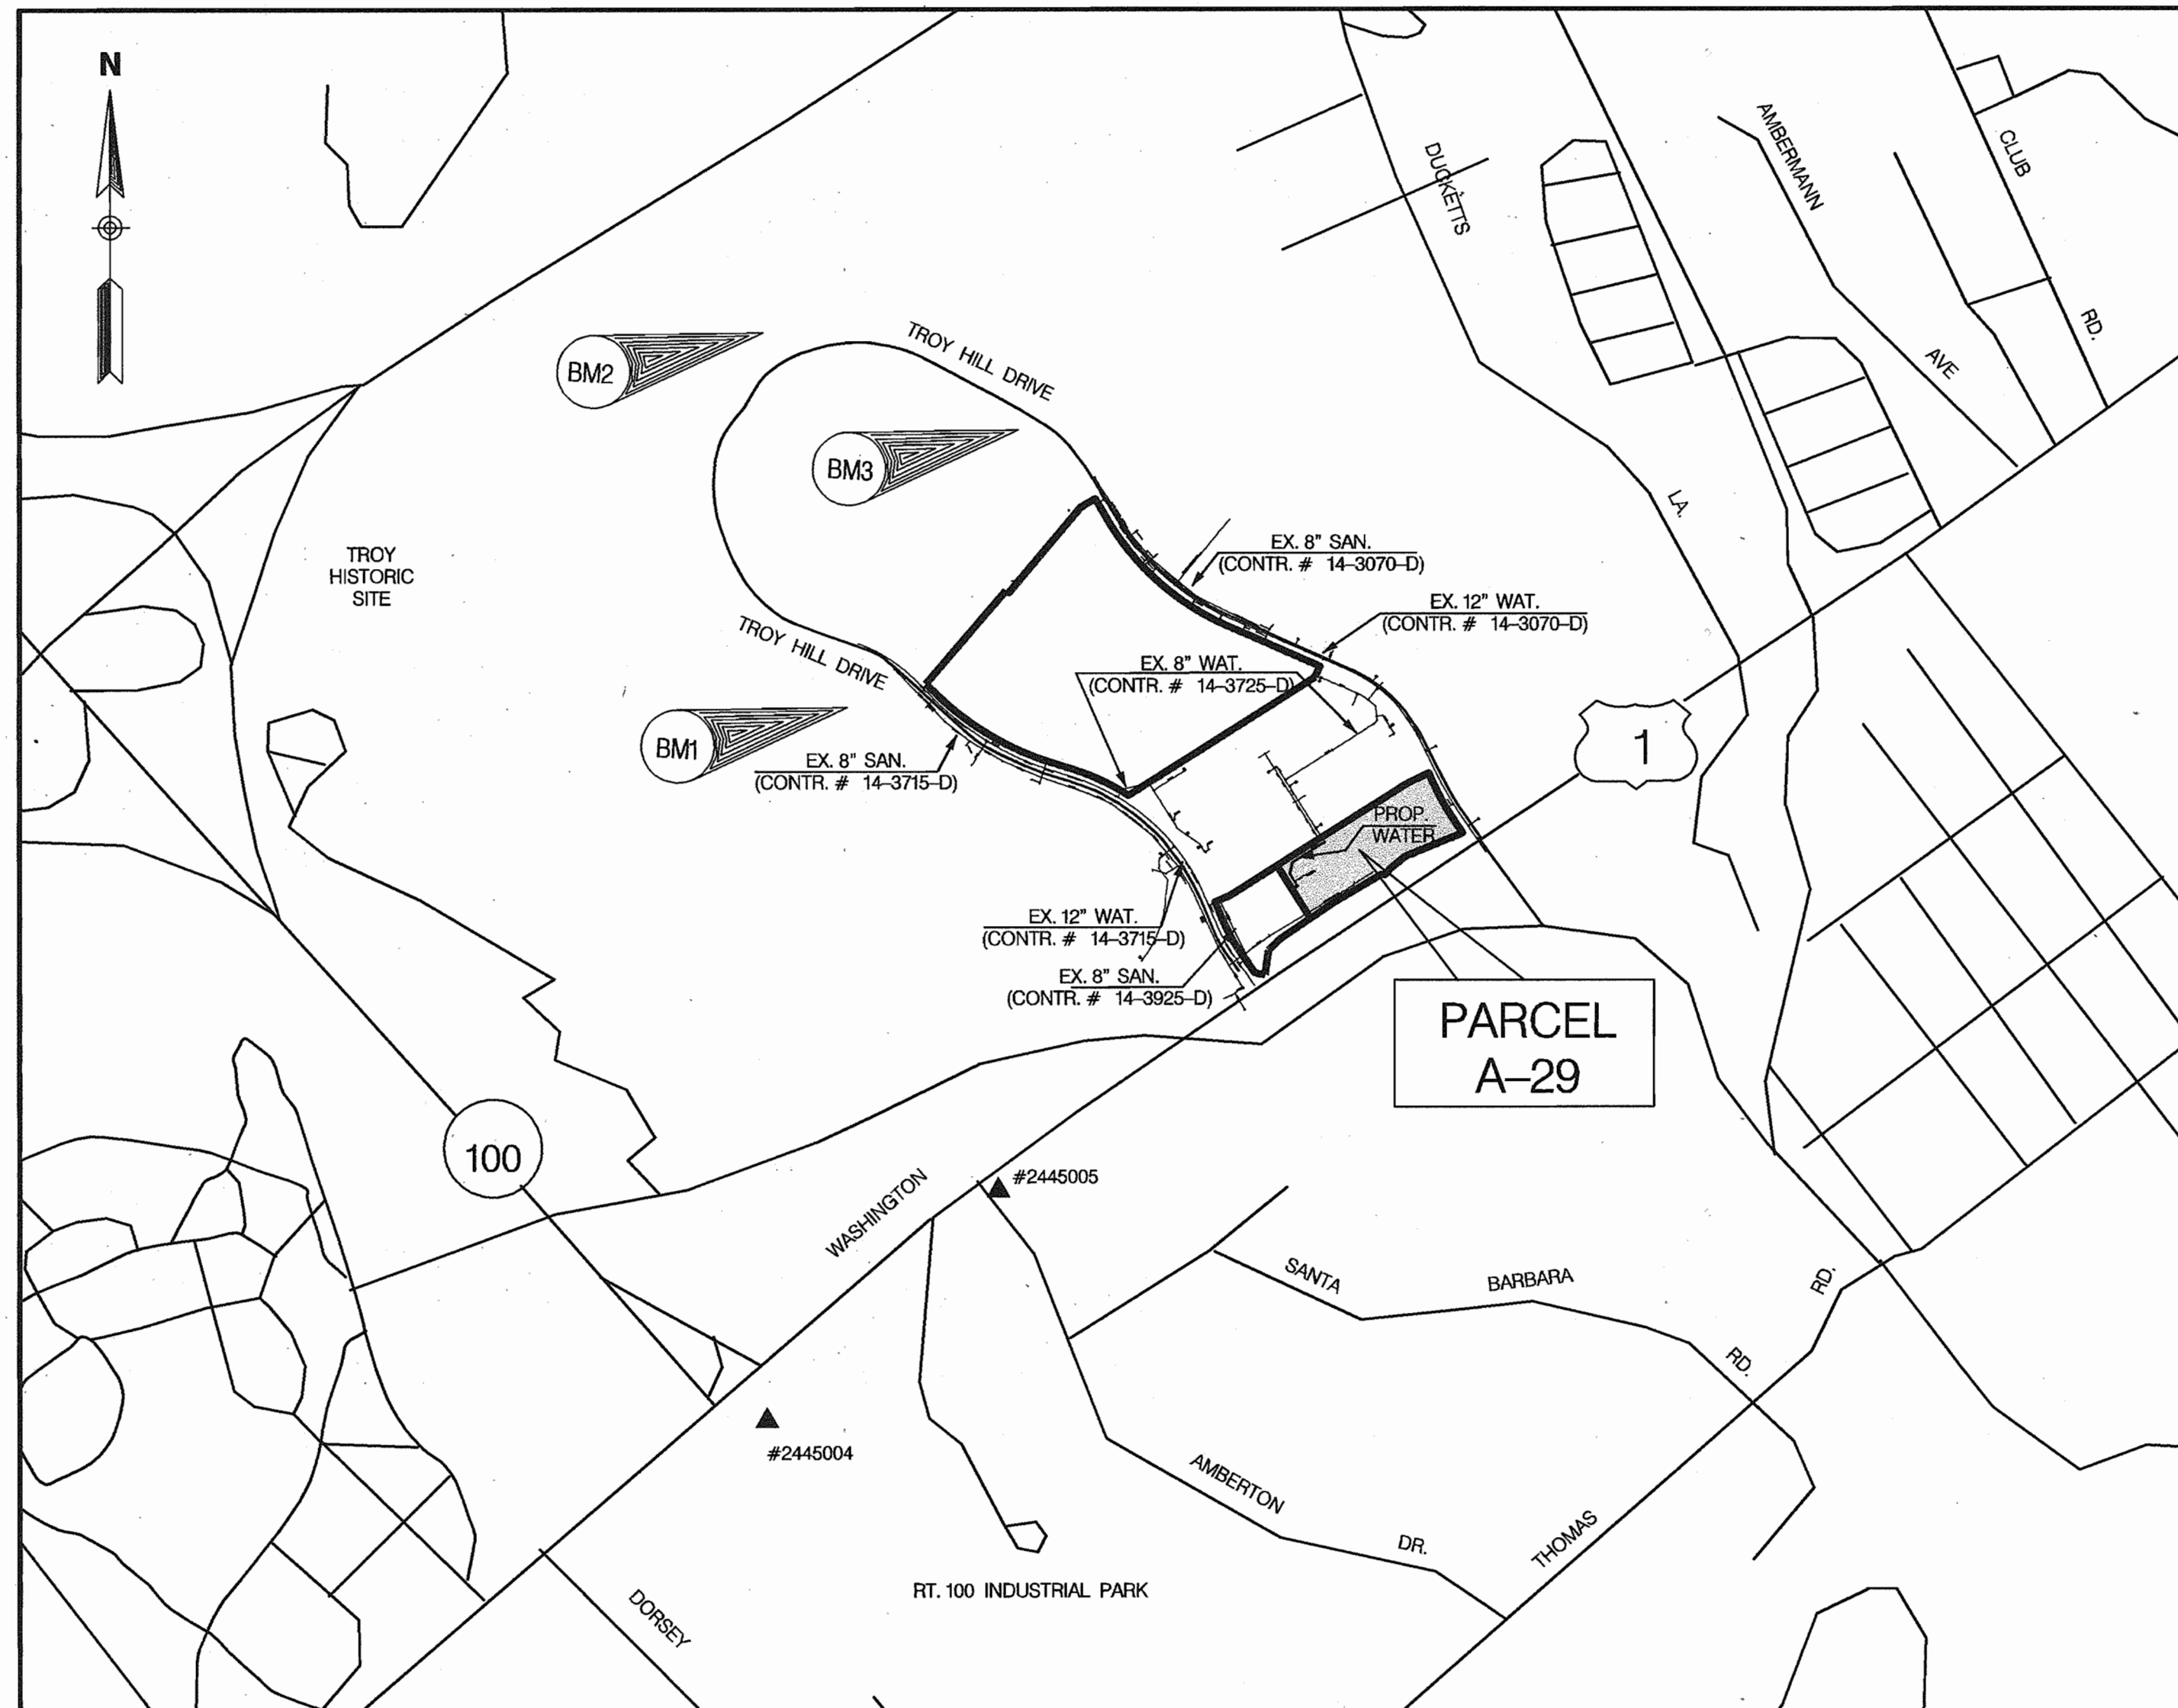 N
AMBERMANN
CLUB
DUCKETTS
RD.
TROY HILL DRIVE
BM2
AVE
BM3
LA.
TROY
HISTORIC
SITE
EX. 8" SAN.
(CONTR. # 14-3070-D)
EX. 12" WAT.
(CONTR. # 14-3070-D)
TROY HILL DRIVE
EX. 8" WAT.
(CONTR. # 14-3725-D)
BM1
1
EX. 8" SAN.
(CONTR. # 14-3715-D)
PROP.
WATER
EX. 12" WAT.
(CONTR. # 14-3715-D)
EX. 8" SAN.
(CONTR. # 14-3925-D)
PARCEL
A-29
100
#2445005
WASHINGTON
SANTA
BARBARA
RD.
RD.
#2445004
AMBERTON
DR.
THOMAS
RT. 100 INDUSTRIAL PARK
DORSEY